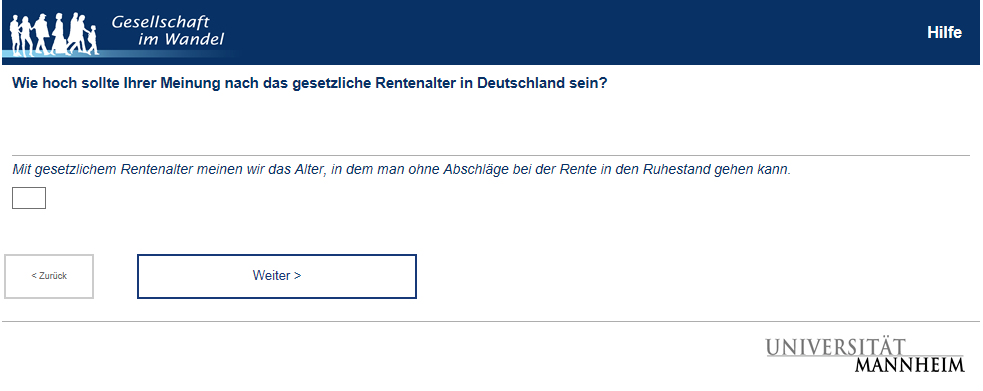 Gesellschaft
im Wandel
Hilfe
Wie hoch sollte Ihrer Meinung nach das gesetzliche Rentenalter in Deutschland sein?
Mit gesetzlichem Rentenalter meinen wir das Alter, in dem man ohne Abschläge bei der Rente in den Ruhestand gehen kann.
< Zurück
Weiter >
UNIVERSITÄT
MANNHEIM